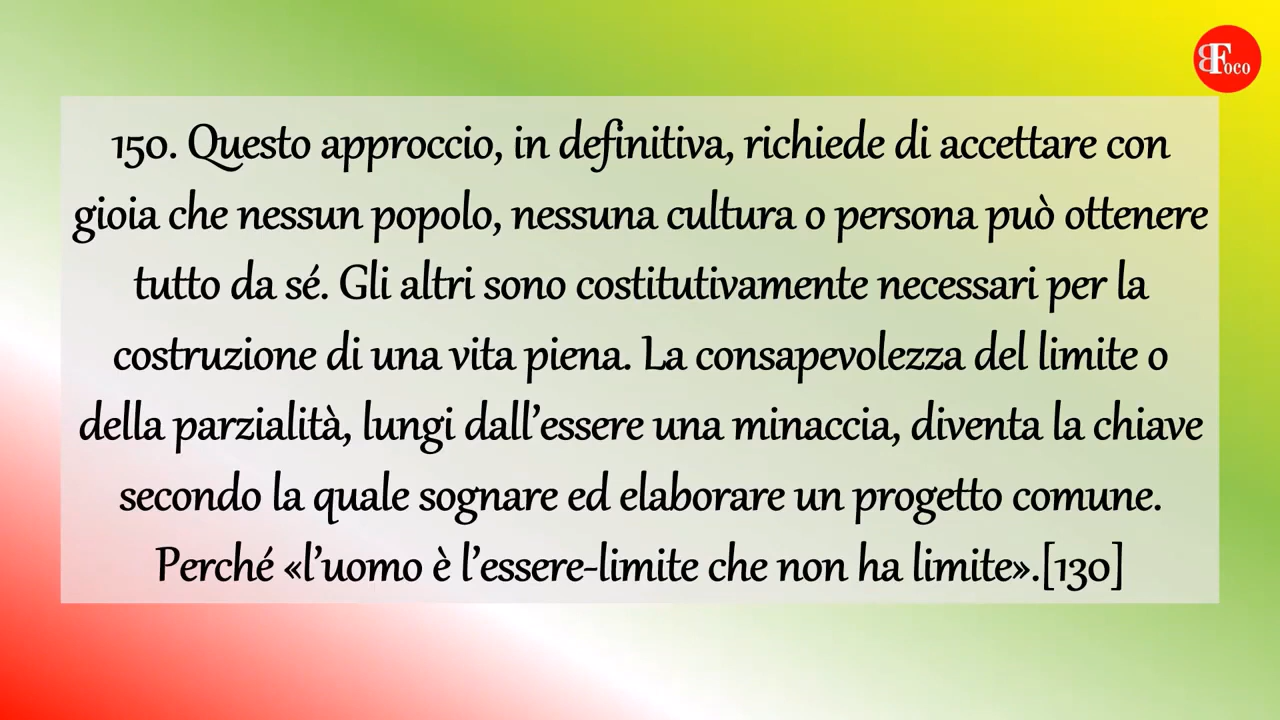 BFoco
150. Questo approccio, in definitiva, richiede di accettare con
gioia che nessun popolo, nessuna cultura o persona può ottenere
tutto da sé. Gli altri sono costitutivamente necessari per la
costruzione di una vita piena. La consapevolezza del limite o
della parzialità, lungi dall’essere una minaccia, diventa la chiave
secondo la quale sognare ed elaborare un progetto comune.
Perché «l’uomo è l’essere-limite che non ha limite».[130]